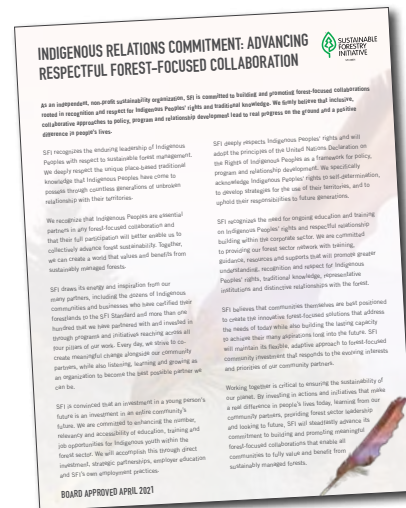 INDIGENOUS RELATIONS COMMITMENT: ADVANCING
RESPECTFUL FOREST-FOCUSED COLLABORATION
SUSTAINABLE
FORESTRY
INITIATIVE
As an independent, non-profit sustainability organization, SFI is committed to building and promoting forest-focused collaborations
rooted in recognition and respect for Indigenous Peoples' rights and traditional knowledge. We firmly believe that inclusive,
collaborative approaches to policy, program and relationship development lead to real progress on the ground and a positive
difference in people's lives.
SFI recognizes the enduring leadership of Indigenous
Peoples with respect to sustainable forest management.
We deeply respect the unique place-based traditional
knowledge that Indigenous Peoples have come to
possess through countless generations of unbroken
relationship with their territories.
We recognize that Indigenous Peoples are essential
partners in any forest-focused collaboration and
that their full participation will better enable us to
collectively advance forest sustainability. Together,
we can create a world that values and benefits from
sustainably managed forests.
SFI draws its energy and inspiration from our
many partners, including the dozens of Indigenous
communities and businesses who have certified their
forestlands to the SFI Standard and more than one
hundred that we have partnered with and invested in
through programs and initiatives reaching across all
four pillars of our work. Every day, we strive to co-
create meaningful change alongside our community
partners, while also listening, learning and growing as
an organization to become the best possible partner we
can be.
SFI is convinced that an investment in a young person's
future is an investment in an entire community's
future. We are committed to enhancing the number,
relevancy and accessibility of education, training and
job opportunities for Indigenous youth within the
forest sector. We will accomplish this through direct
investment, strategic partnerships, employer education
and SFI's own employment practices.
SFI deeply respects Indigenous Peoples' rights and will
adopt the principles of the United Nations Declaration on
the Rights of Indigenous Peoples as a framework for policy,
program and relationship development. We specifically
acknowledge Indigenous Peoples' rights to self-determination,
to develop strategies for the use of their territories, and to
uphold their responsibilities to future generations.
SFI recognizes the need for ongoing education and training
on Indigenous Peoples' rights and respectful relationship
building within the corporate sector. We are committed
to providing our forest sector network with training,
guidance, resources and supports that will promote greater
understanding, recognition and respect for Indigenous
Peoples' rights, traditional knowledge, representative
institutions and distinctive relationships with the forest.
SFI believes that communities themselves are best positioned
to create the innovative forest-focused solutions that address
the needs of today while also building the lasting capacity
to achieve their many aspirations long into the future. SFI
will maintain its flexible, adaptive approach to forest-focused
community investment that responds to the evolving interests
and priorities of our community partners.
Working together is critical to ensuring the sustainability of
our planet. By investing in actions and initiatives that make
a real difference in people's lives today, learning from our
community partners, providing forest sector leadership
and looking to future, SFI will steadfastly advance its
commitment to building and promoting meaningful
forest-focused collaborations that enable all
communities to fully value and benefit from
sustainably managed forests.
BOARD APPROVED APRIL 2021